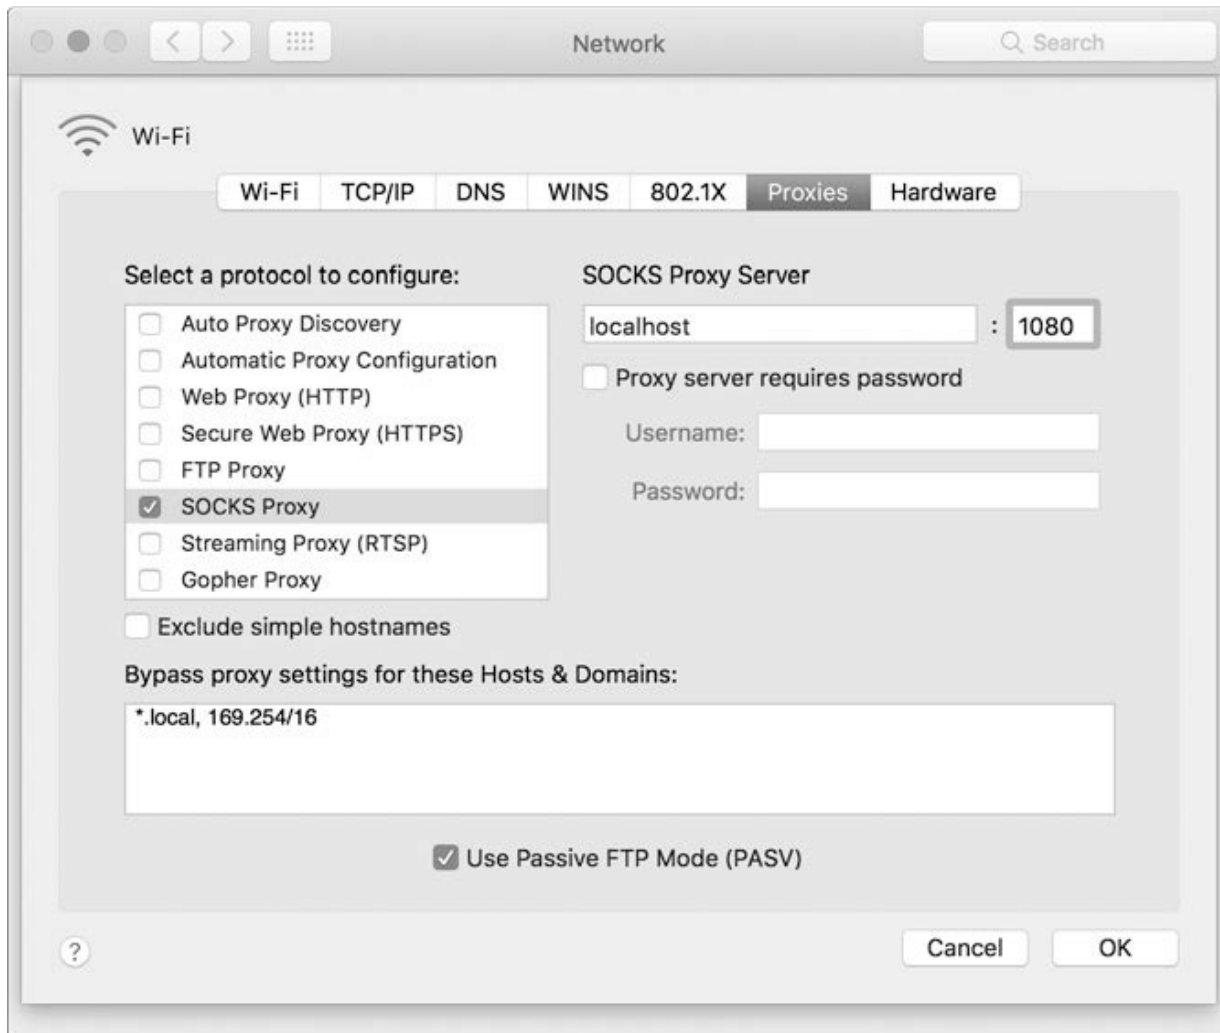 Network
Search
Wi-Fi
Wi-Fi TCP/IP DNS WINS 802.1X Proxies Hardware
Select a protocol to configure:
Auto Proxy Discovery
Automatic Proxy Configuration
Web Proxy (HTTP)
Secure Web Proxy (HTTPS)
FTP Proxy
SOCKS Proxy
Streaming Proxy (RTSP)
Gopher Proxy
Exclude simple hostnames
SOCKS Proxy Server
localhost : 1080
Proxy server requires password
Username:
Password:
Bypass proxy settings for these Hosts & Domains:
*.local, 169.254/16
Use Passive FTP Mode (PASV)
? Cancel OK